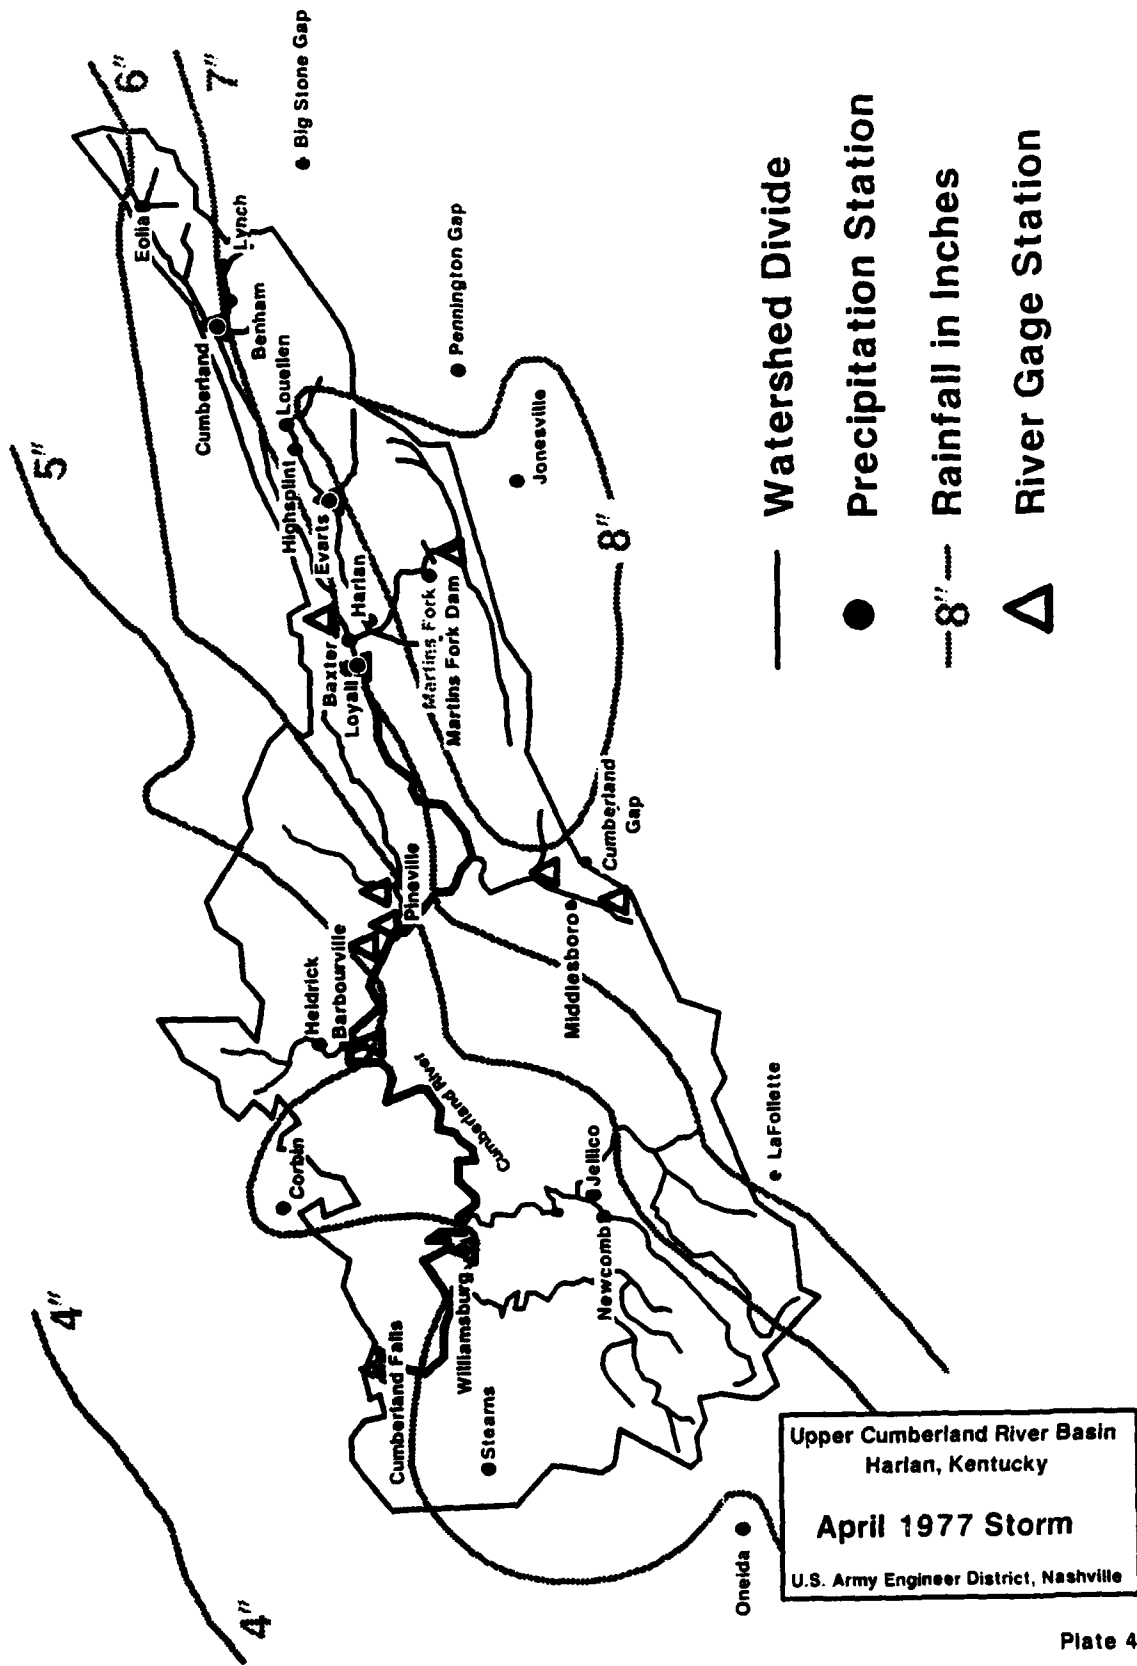 4"
4"
5"
6"
7"
8"
Eolia
Lynch
Benham
Cumberland
Louellen
Highsplint
Evarts
Harlan
Baxter
Loyall
Martins Fork
Martins Fork Dam
Big Stone Gap
Pennington Gap
Jonesville
Cumberland
Gap
Middlesboro
Pineville
Barbourville
Heidrick
Corbin
Cumberland River
Williamsburg
Cumberland Falls
Stearns
Jellico
Newcomb
LaFollette
Oneida
Watershed Divide
Precipitation Station
8" Rainfall in Inches
River Gage Station
Upper Cumberland River Basin
Harlan, Kentucky
April 1977 Storm
U.S. Army Engineer District, Nashville
Plate 4